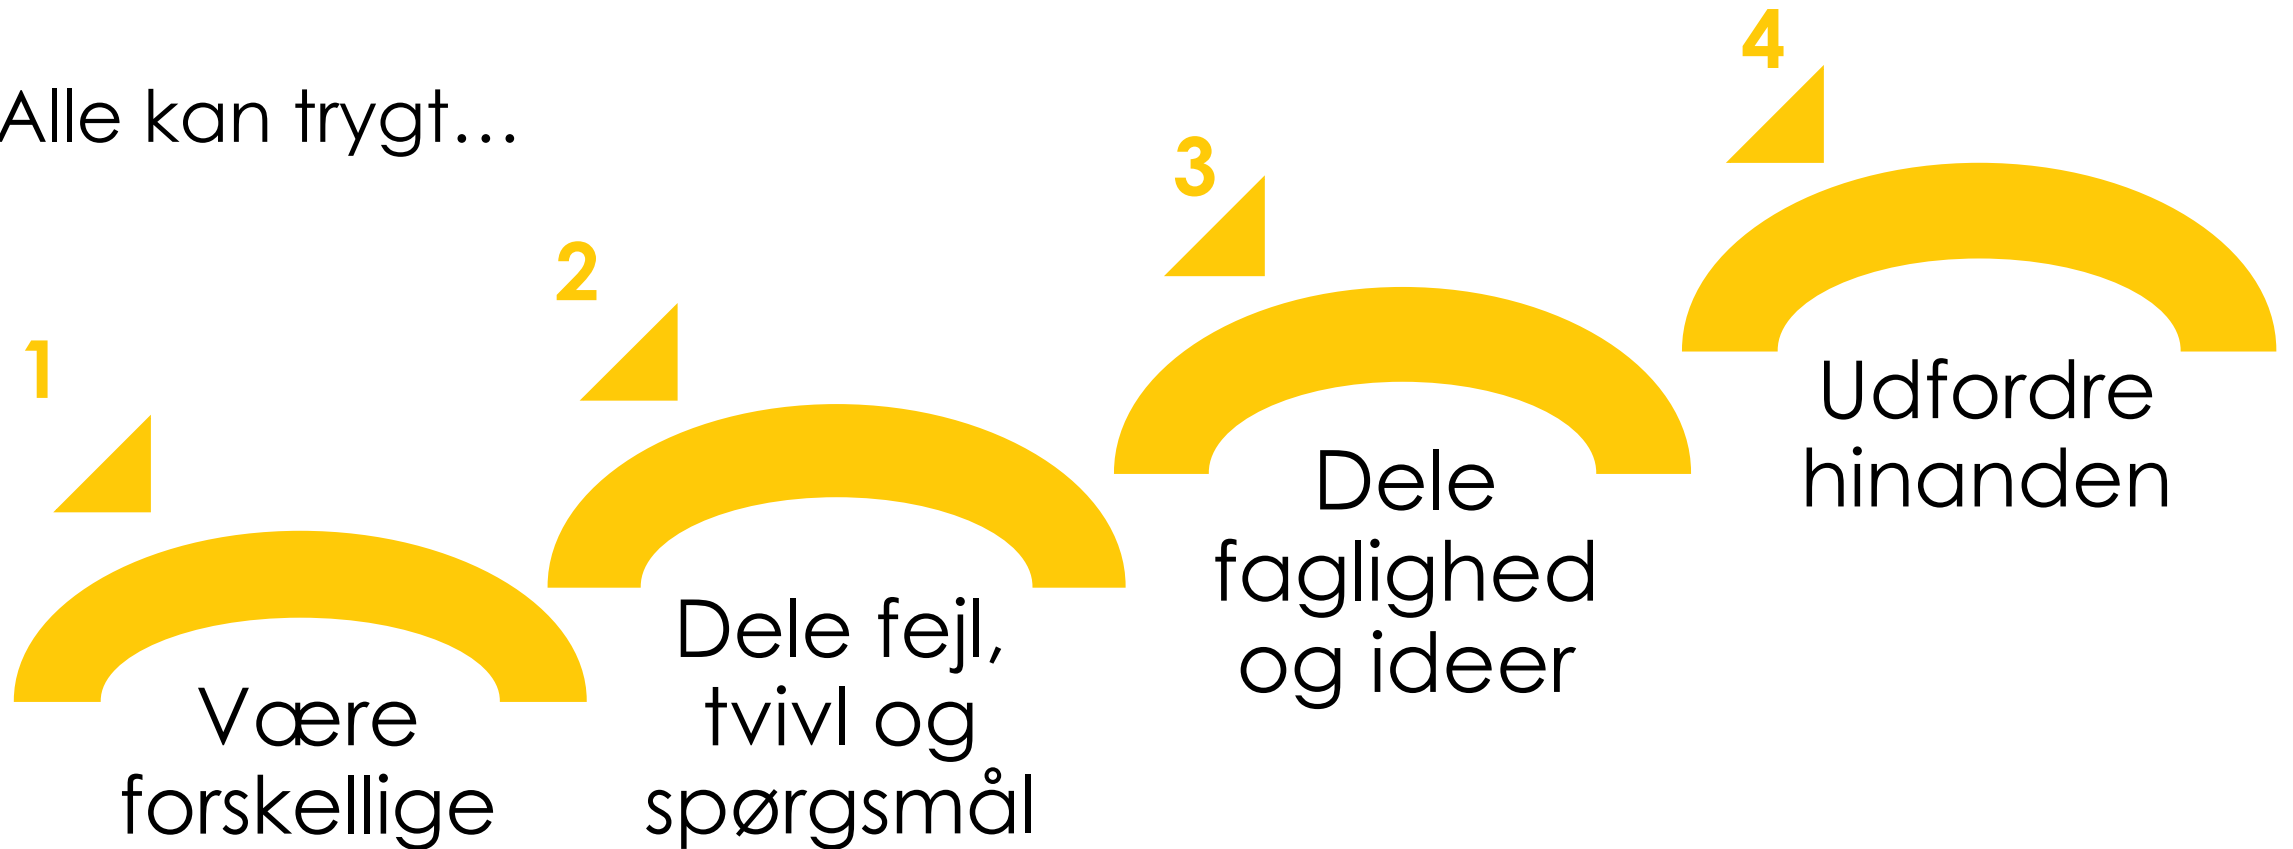 Alle kan trygt...
1
Være
forskellige
2
Dele fejl,
tvivl og
spørgsmål
3
Dele
faglighed
og ideer
4
Udfordre
hinanden